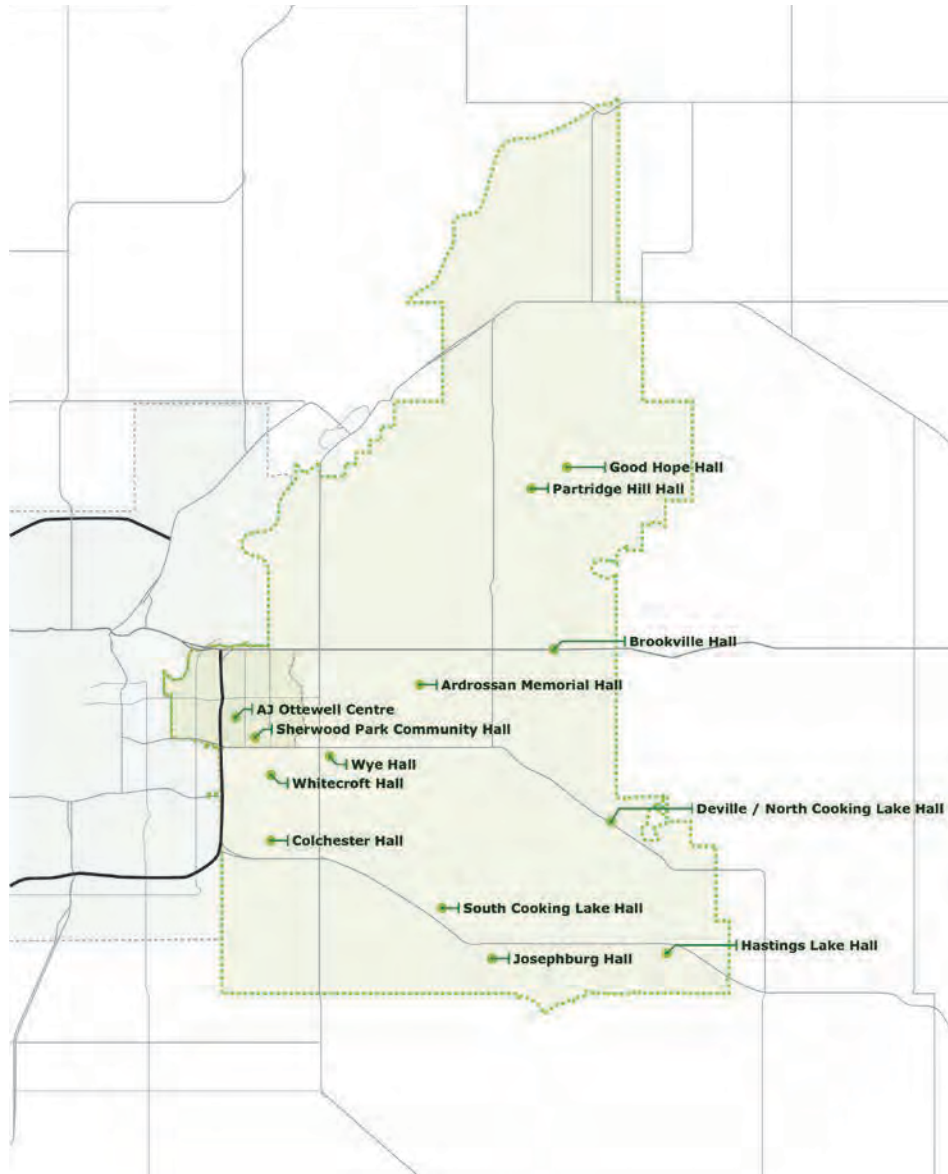 Good Hope Hall
Partridge Hill Hall
Brookville Hall
Ardrossan Memorial Hall
AJ Ottewell Centre
Sherwood Park Community Hall
Wye Hall
Whitecroft Hall
Deville / North Cooking Lake Hall
Colchester Hall
South Cooking Lake Hall
Hastings Lake Hall
Josephburg Hall